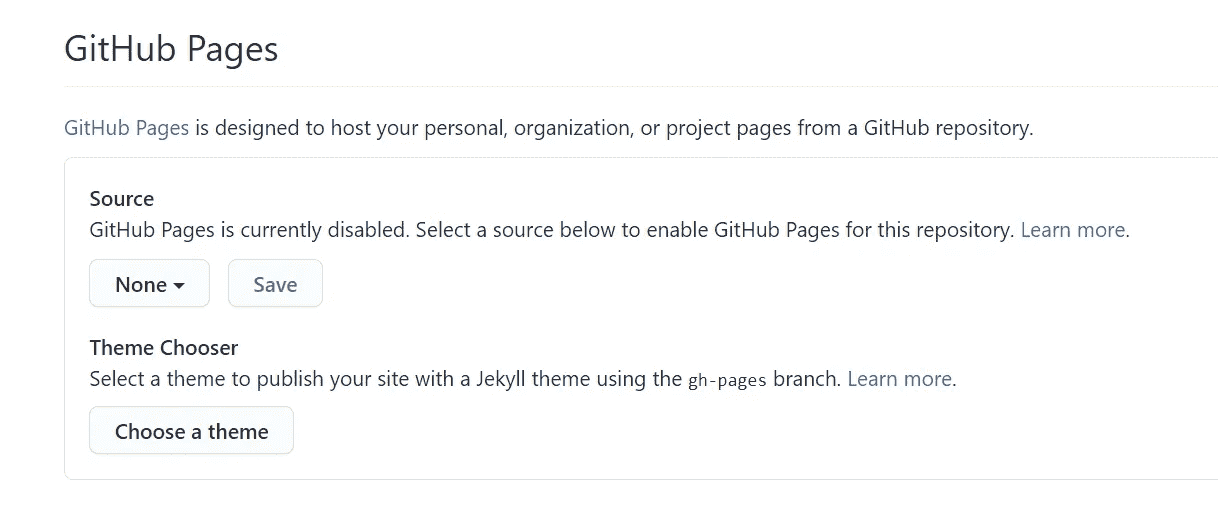 GitHub Pages
GitHub Pages is designed to host your personal, organization, or project pages from a GitHub repository.
Source
GitHub Pages is currently disabled. Select a source below to enable GitHub Pages for this repository. Learn more.
None Save
Theme Chooser
Select a theme to publish your site with a Jekyll theme using the gh-pages branch. Learn more.
Choose a theme